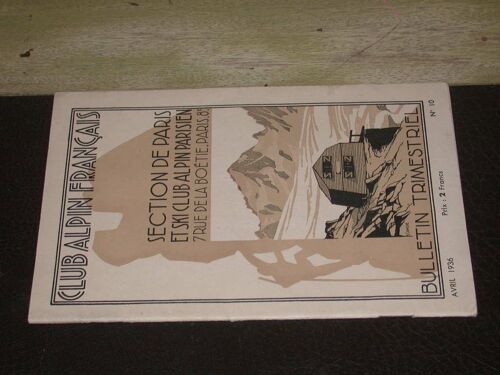 CLUB ALPIN FRANÇAIS
SECTION DE PARIS
ET SKI CLUB ALPIN PARISIEN
7 RUE DE LA BOÉTIE, PARIS.8e
BULLETIN TRIMESTRIEL
AVRIL 1936
Prix : 2 Francs
N° 10